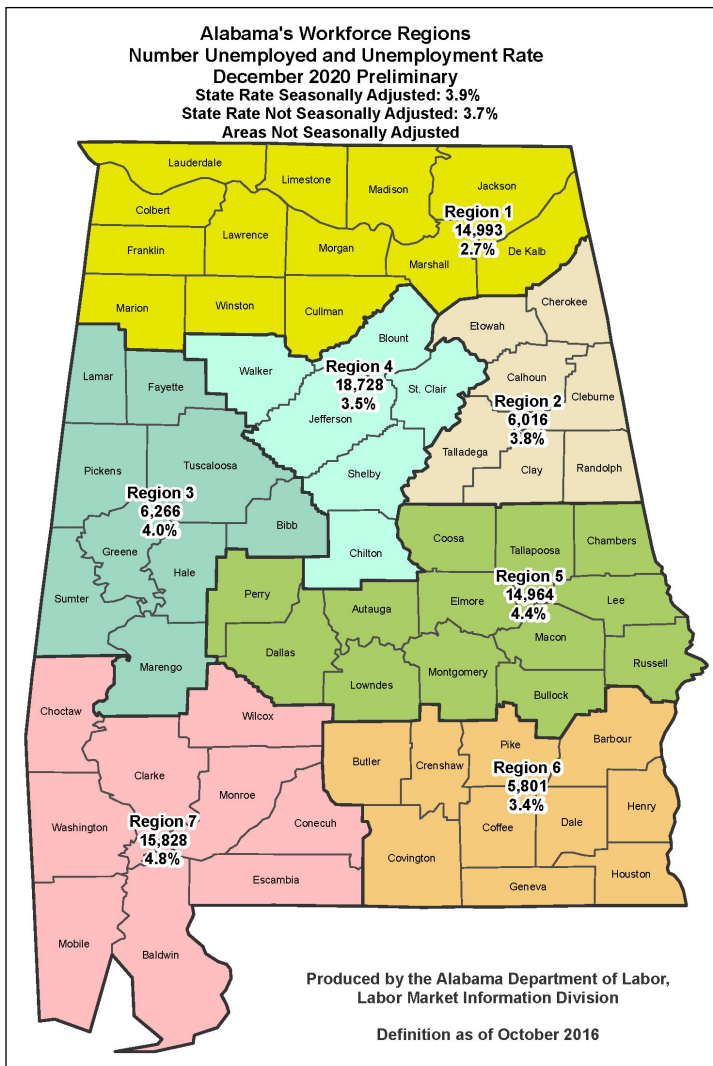 Alabama's Workforce Regions
Number Unemployed and Unemployment Rate
December 2020 Preliminary
State Rate Seasonally Adjusted: 3.9%
State Rate Not Seasonally Adjusted: 3.7%
Areas Not Seasonally Adjusted
Lauderdale
Limestone
Madison
Jackson
Colbert
Lawrence
Franklin
Morgan
Marshall
De Kalb
Region 1
14,993
2.7%
Marion
Winston
Cullman
Cherokee
Etowah
Blount
Walker
St. Clair
Region 4
18,728
3.5%
Jefferson
Shelby
Chilton
Calhoun
Cleburne
Region 2
6,016
3.8%
Talladega
Clay
Randolph
Lamar
Fayette
Pickens
Tuscaloosa
Region 3
6,266
4.0%
Bibb
Greene
Hale
Sumter
Marengo
Coosa
Tallapoosa
Chambers
Perry
Autauga
Elmore
Region 5
14,964
4.4%
Lee
Macon
Dallas
Lowndes
Montgomery
Russell
Bullock
Choctaw
Wilcox
Clarke
Monroe
Conecuh
Washington
Region 7
15,828
4.8%
Escambia
Mobile
Baldwin
Butler
Crenshaw
Pike
Barbour
Region 6
5,801
3.4%
Henry
Coffee
Dale
Covington
Geneva
Houston
Produced by the Alabama Department of Labor,
Labor Market Information Division
Definition as of October 2016